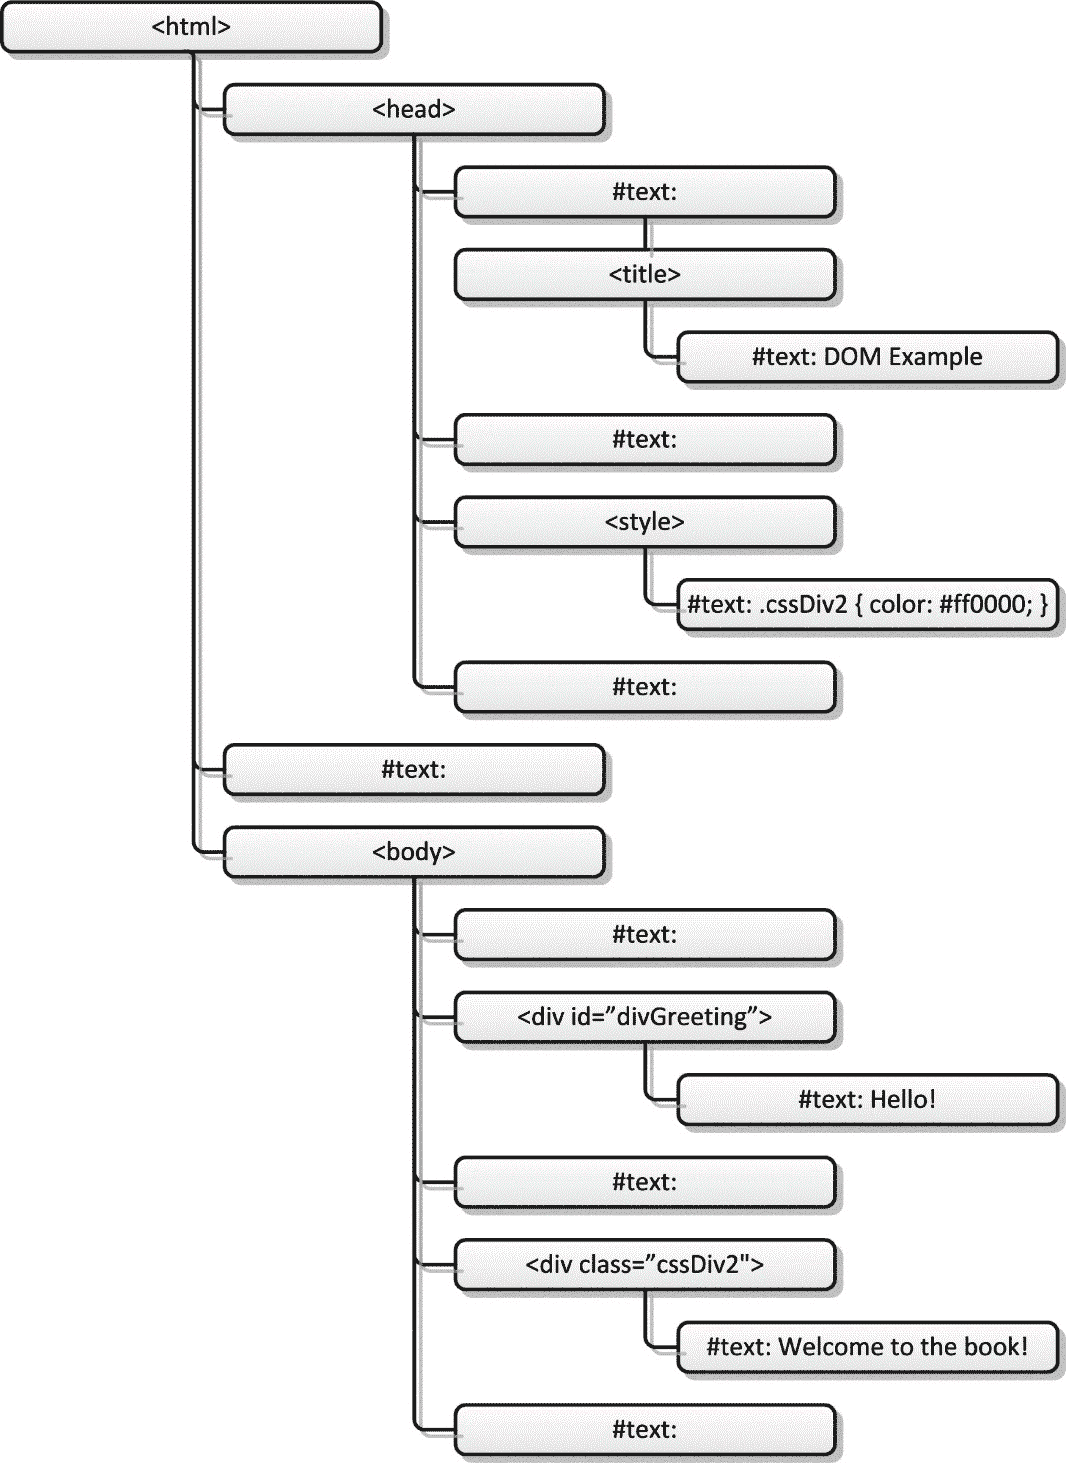 <html>
<head>
#text:
<title>
#text: DOM Example
#text:
<style>
#text: .cssDiv2 { color: #ff0000; }
#text:
#text:
<body>
#text:
<div id=”divGreeting”>
#text: Hello!
#text:
<div class=”cssDiv2">
#text: Welcome to the book!
#text: